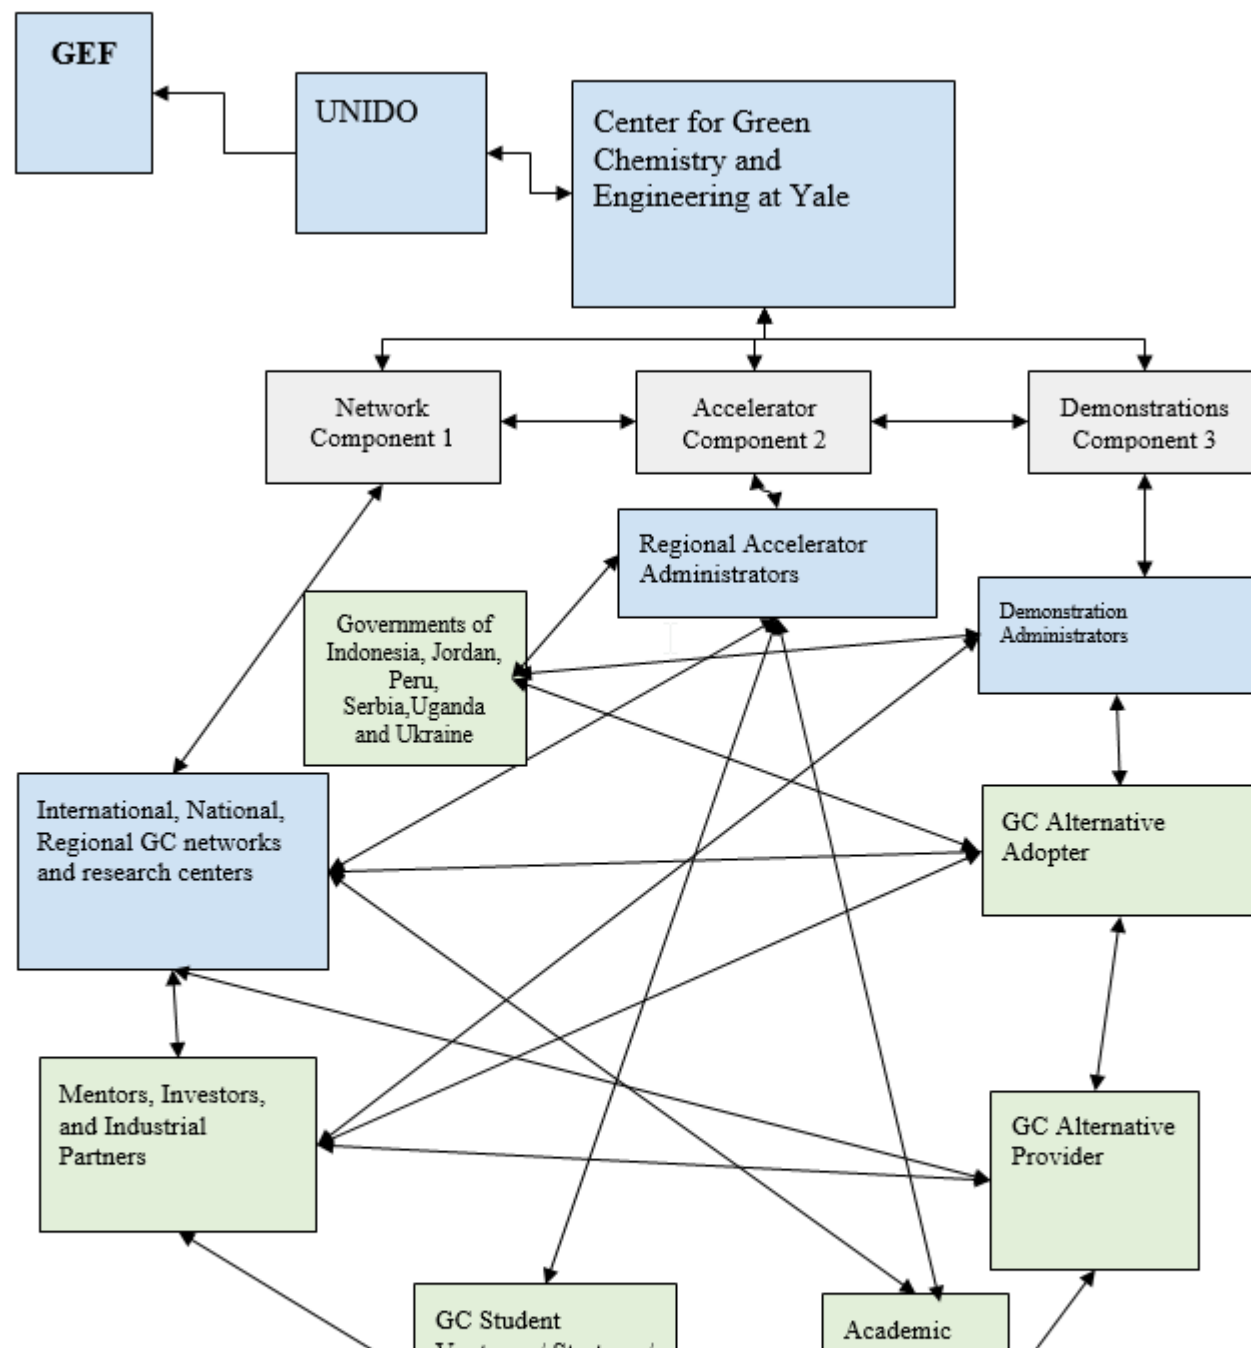 GEF
UNIDO
Center for Green
Chemistry and
Engineering at Yale
Network
Component 1
Accelerator
Component 2
Demonstrations
Component 3
Regional Accelerator
Administrators
Governments of
Indonesia, Jordan,
Peru,
Serbia,Uganda
and Ukraine
Demonstration
Administrators
International, National,
Regional GC networks
and research centers
GC Alternative
Adopter
Mentors, Investors,
and Industrial
Partners
GC Alternative
Provider
GC Student
Academic